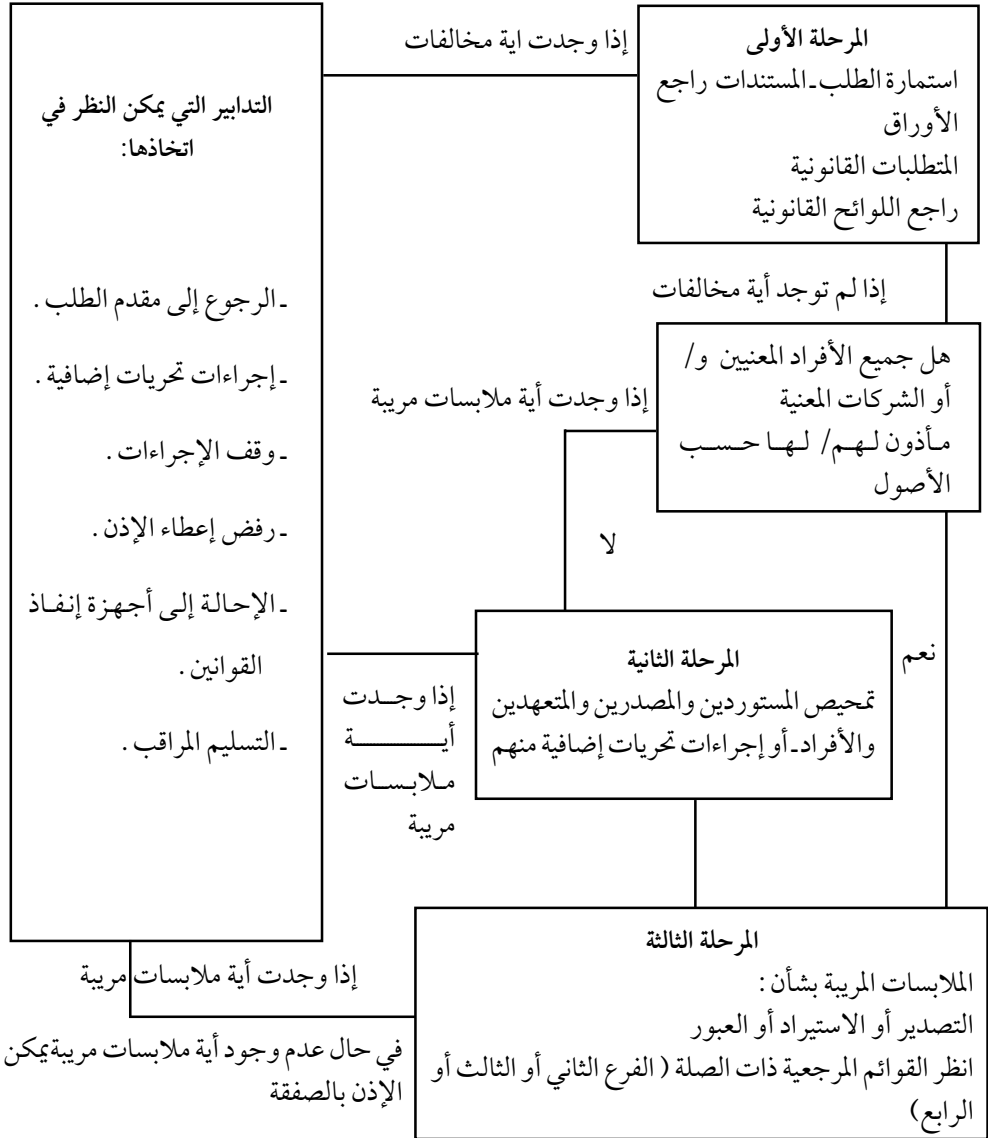 المرحلة الأولى
استمارة الطلب ـ المستندات راجع
الأوراق
المتطلبات القانونية
راجع اللوائح القانونية
إذا وجدت اية مخالفات
التدابير التي يمكن النظر في
اتخاذها:
ـ الرجوع إلى مقدم الطلب .
ـ إجراءات تحريات إضافية .
ـ وقف الإجراءات .
ـ رفض إعطاء الإذن .
ـ الإحالة إلى أجهزة إنفاذ
القوانين .
ـ التسليم المراقب .
إذا لم توجد أية مخالفات
هل جميع الأفراد المعنيين و/
أو الشركات المعنية
مأذون لهم/ لها حسب
الأصول
إذا وجدت أية ملابسات مريبة
لا
نعم
المرحلة الثانية
تمحيص المستوردين والمصدرين والمتعهدين
والأفراد ـ أو إجراءات تحريات إضافية منهم
إذا وجدت
أية
ملابسات
مريبة
المرحلة الثالثة
الملابسات المريبة بشأن :
التصدير أو الاستيراد أو العبور
انظر القوائم المرجعية ذات الصلة ( الفرع الثاني أو الثالث أو
الرابع)
إذا وجدت أية ملابسات مريبة
في حال عدم وجود أية ملابسات مريبة يمكن
الإذن بالصفقة